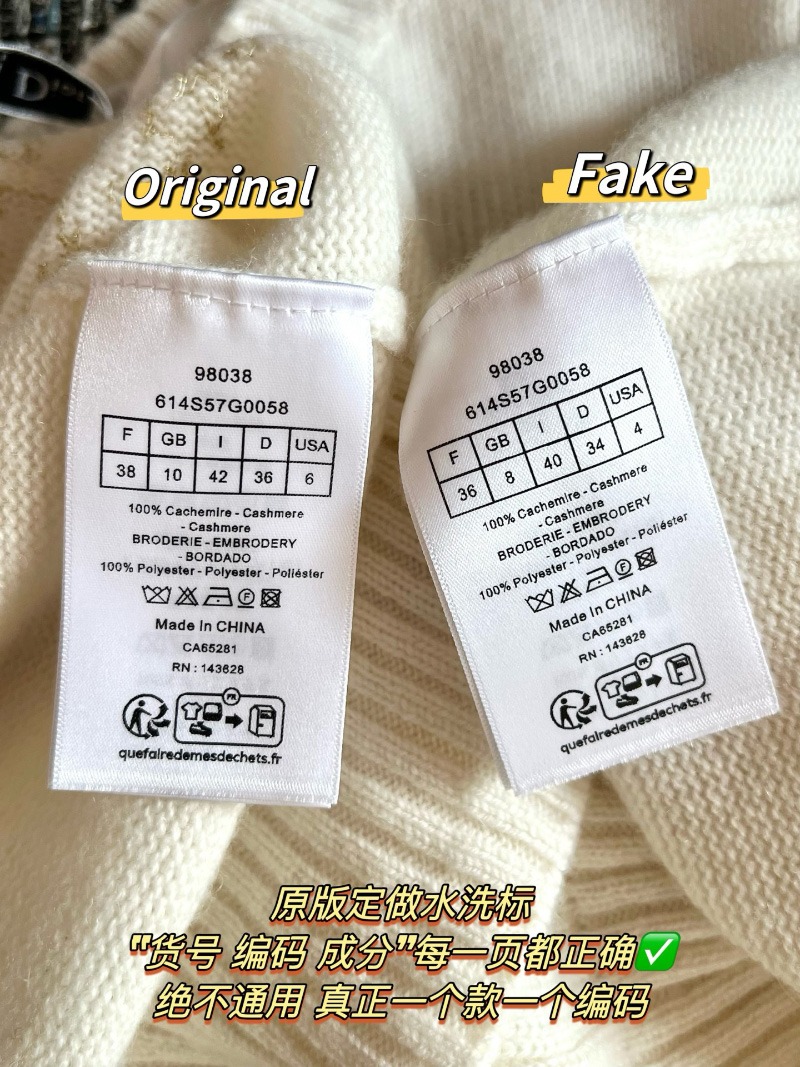 Dior
Original
Fake
98038
614S57G0058
F GB I D USA
38 10 42 36 6
100% Cachemire - Cashmere
- Cashmere
BRODERIE - EMBRODERY
- BORDADO
100% Polyester - Polyester - Poliéster
F
Made In CHINA
CA65281
RN : 143628
FR
quefairedemesdechets.fr
98038
614S57G0058
F GB I D USA
36 8 40 34 4
100% Cachemire - Cashmere
- Cashmere
BRODERIE - EMBRODERY
- BORDADO
100% Polyester - Polyester - Poliéster
F
Made In CHINA
CA65281
RN : 143628
FR
quefairedemesdechets.fr
原版定做水洗标
"货号 编码 成分"每一页都正确✅
绝不通用 真正一个款一个编码